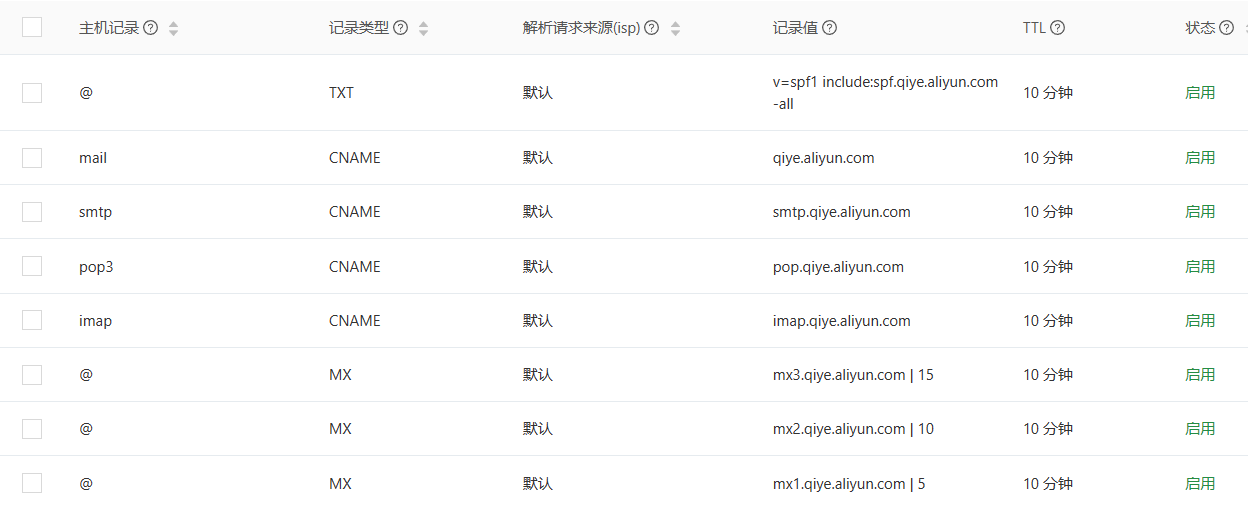 主机记录 记录类型 解析请求来源(isp) 记录值 TTL 状态
@ TXT 默认 v=spf1 include:spf.qiye.aliyun.com 10 分钟 启用
-all
mail CNAME 默认 qiye.aliyun.com 10 分钟 启用
smtp CNAME 默认 smtp.qiye.aliyun.com 10 分钟 启用
pop3 CNAME 默认 pop.qiye.aliyun.com 10 分钟 启用
imap CNAME 默认 imap.qiye.aliyun.com 10 分钟 启用
@ MX 默认 mx3.qiye.aliyun.com | 15 10 分钟 启用
@ MX 默认 mx2.qiye.aliyun.com | 10 10 分钟 启用
@ MX 默认 mx1.qiye.aliyun.com | 5 10 分钟 启用